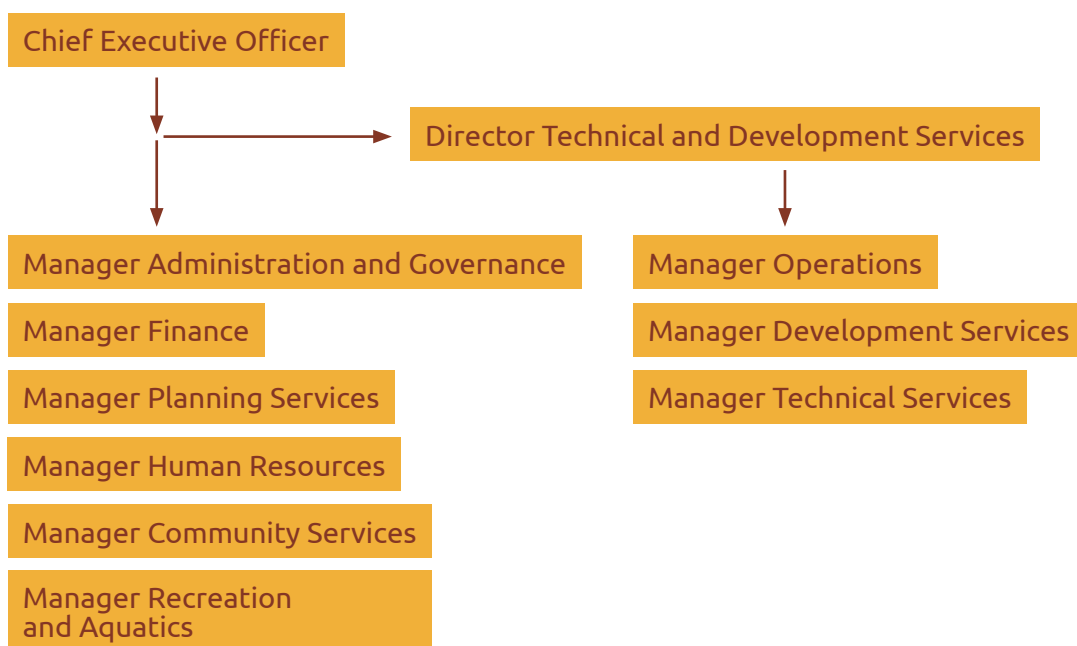 Chief Executive Officer
Director Technical and Development Services
Manager Administration and Governance
Manager Finance
Manager Planning Services
Manager Human Resources
Manager Community Services
Manager Recreation
and Aquatics
Manager Operations
Manager Development Services
Manager Technical Services